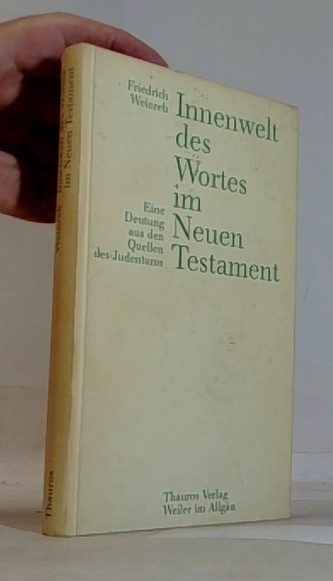 Friedrich
Weinreb
Innenwelt
des
Wortes
im
Neuen
Testament
Eine
Deutung
aus den
Quellen
des Judentums
Thauros Verlag
Weiler im Allgäu
im Neuen Testament
Thauros